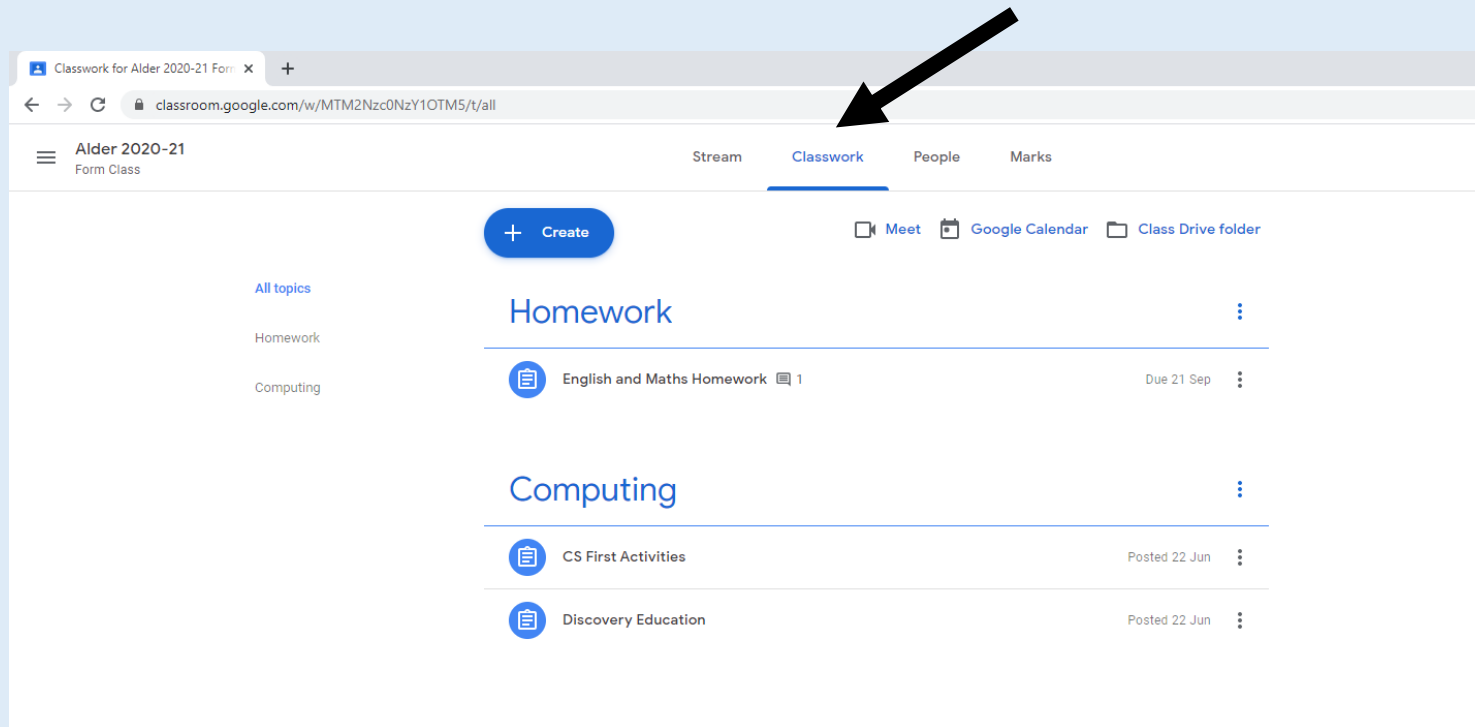 Classwork for Alder 2020-21 Form
classroom.google.com/w/MTM2Nzc0NzY1OTM5/t/all
Alder 2020-21
Form Class
Stream Classwork People Marks
Create
Meet Google Calendar Class Drive folder
All topics
Homework
Computing
Homework
English and Maths Homework 1 Due 21 Sep
Computing
CS First Activities Posted 22 Jun
Discovery Education Posted 22 Jun